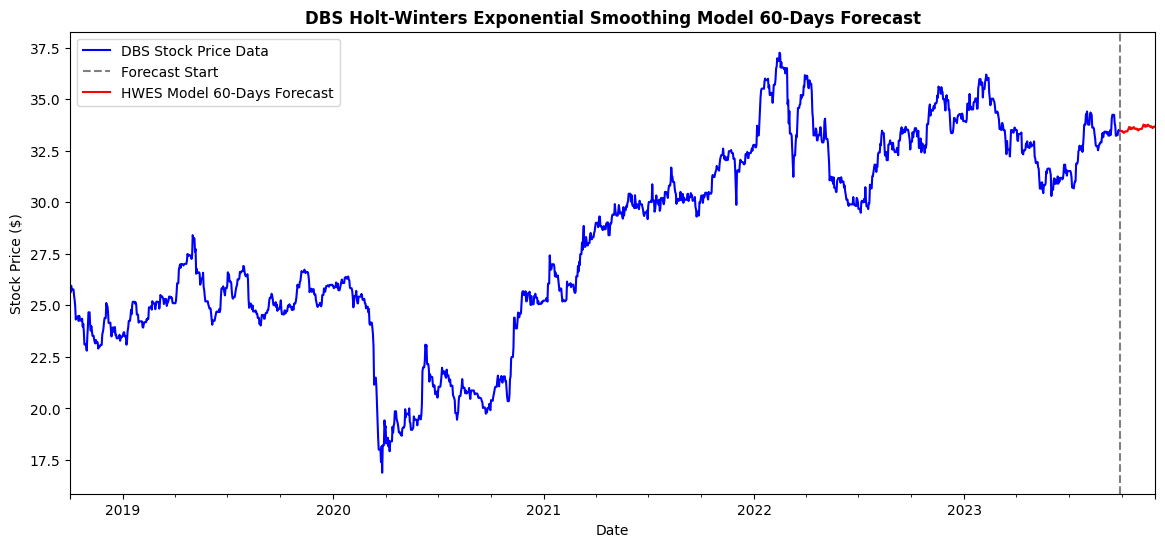 DBS Holt-Winters Exponential Smoothing Model 60-Days Forecast
DBS Stock Price Data
Forecast Start
HWES Model 60-Days Forecast
Stock Price ($)
37.5
35.0
32.5
30.0
27.5
25.0
22.5
20.0
17.5
2019 2020 2021 2022 2023
Date